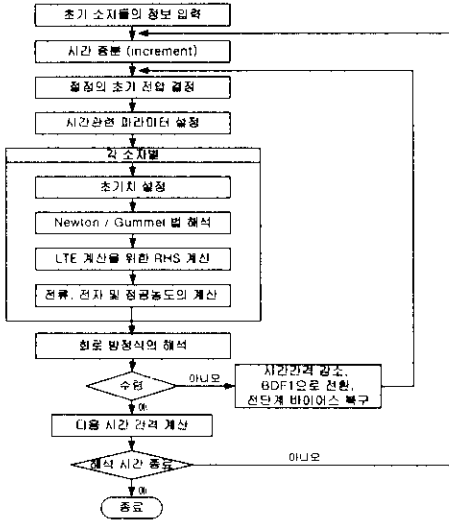 초기 소자들의 정보 입력
시간 증분 (increment)
절점의 초기 전압 결정
시간관련 파라미터 설정
각 소자별
초기치 설정
Newton / Gummel 법 해석
LTE 계산을 위한 RHS 계산
전류, 전자 및 정공농도의 계산
회로 방정식의 해석
수렴
아니오
시간간격 감소,
BDF1으로 전환,
전단계 바이어스 복구
예
다음 시간 간격 계산
해석 시간 종료
아니오
예
종료